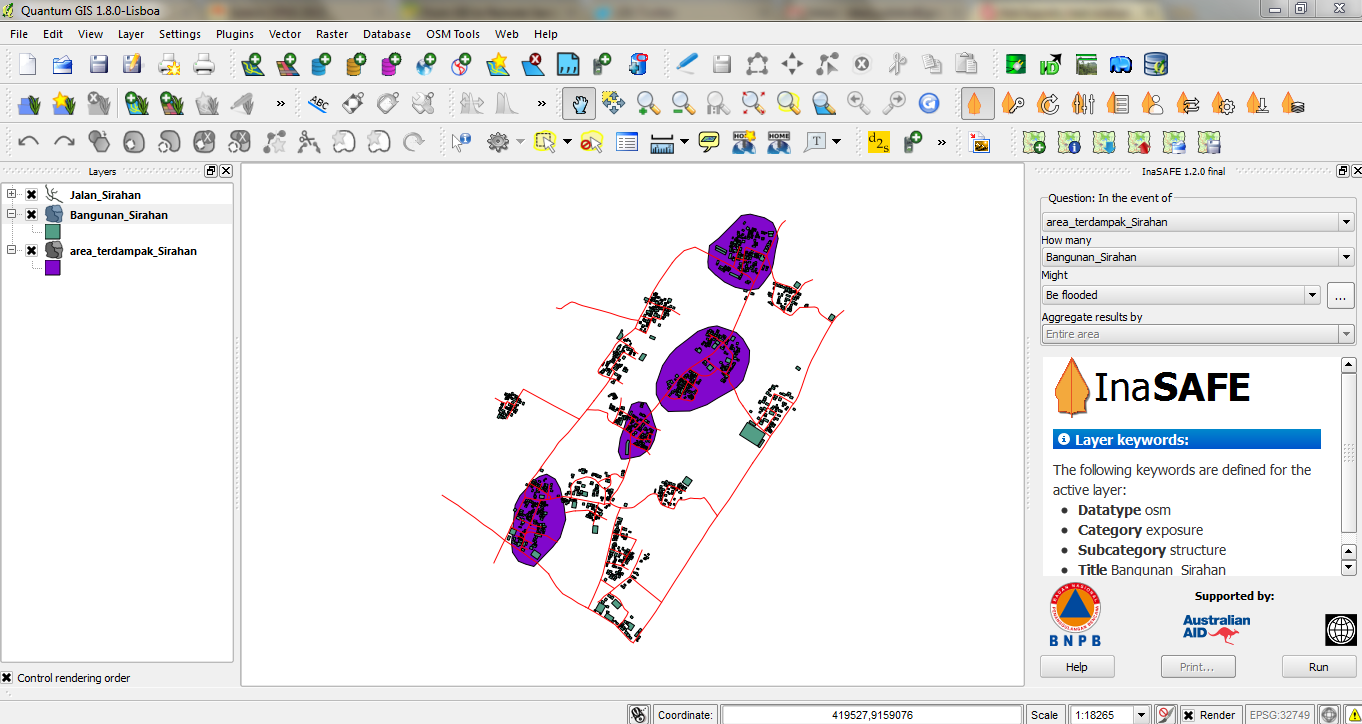 Quantum GIS 1.8.0-Lisboa
File Edit View Layer Settings Plugins Vector Raster Database OSM Tools Web Help
»
ABC
»
HOME
HOME
T
d2s
»
Layers
InaSAFE 1.2.0 final
Jalan_Sirahan
Bangunan_Sirahan
area_terdampak_Sirahan
Question: In the event of
area_terdampak_Sirahan
How many
Bangunan_Sirahan
Might
Be flooded
...
Aggregate results by
Entire area
InaSAFE
Layer keywords:
The following keywords are defined for the
active layer:
• Datatype osm
• Category exposure
• Subcategory structure
• Title Bangunan_Sirahan
BNPB
Supported by:
Australian
AID
Help Print... Run
Control rendering order
Coordinate: 419527,9159076 Scale 1:18265 Render EPSG:32749